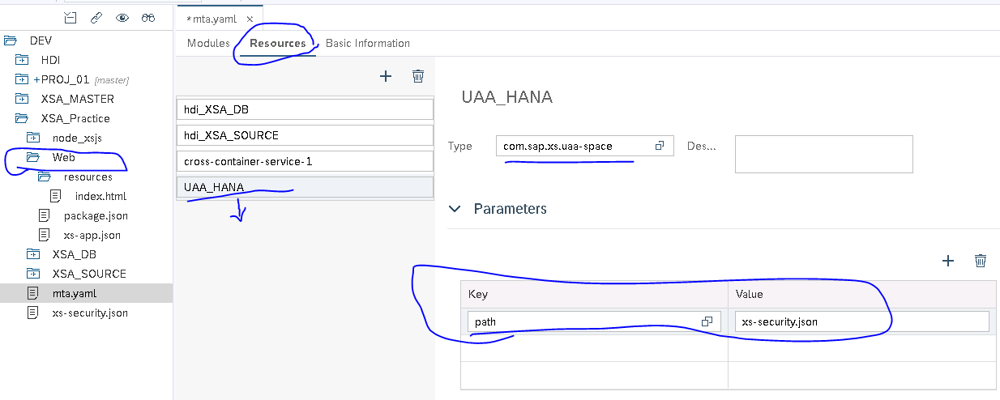 *mta.yaml ×
DEV
HDI
+PROJ_01 [master]
XSA_MASTER
XSA_Practice
node_xsjs
Web
resources
index.html
package.json
xs-app.json
XSA_DB
XSA_SOURCE
mta.yaml
xs-security.json
Modules Resources Basic Information
hdi_XSA_DB
hdi_XSA_SOURCE
cross-container-service-1
UAA_HANA
UAA_HANA
Type com.sap.xs.uaa-space Des...
Parameters
Key Value
path xs-security.json